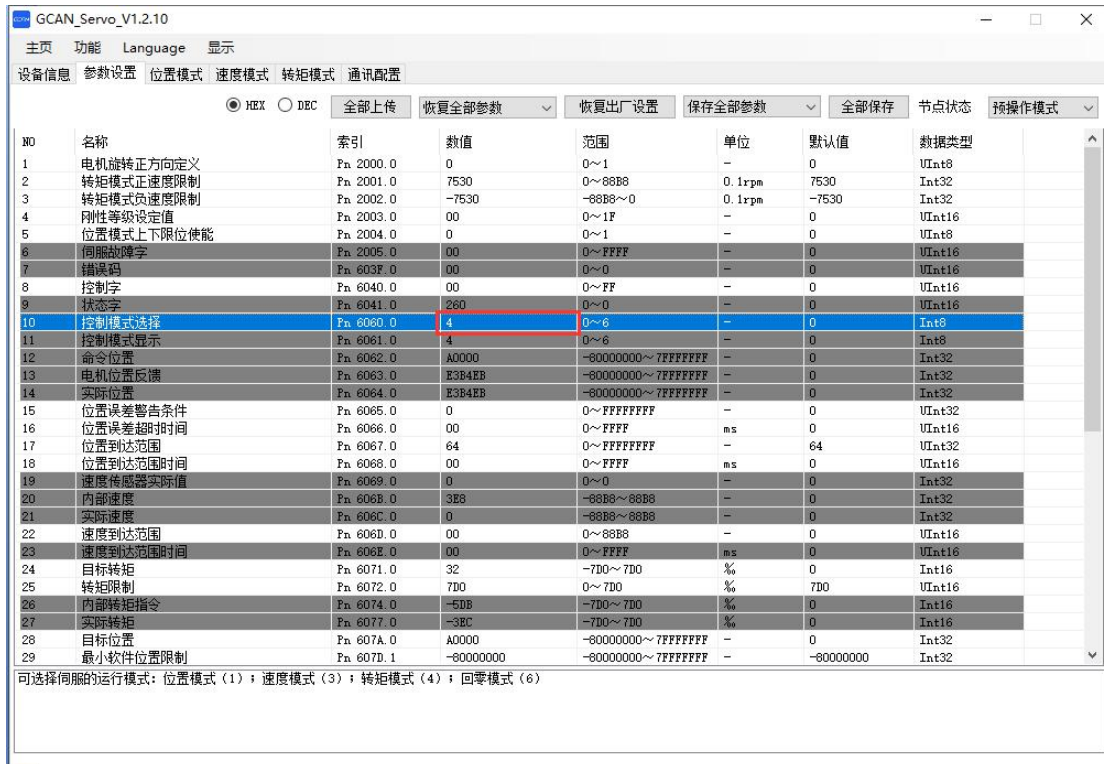 GCAN GCAN_Servo_V1.2.10
主页 功能 Language 显示
设备信息 参数设置 位置模式 速度模式 转矩模式 通讯配置
HEX DEC 全部上传 恢复全部参数 恢复出厂设置 保存全部参数 全部保存 节点状态 预操作模式
NO 名称 索引 数值 范围 单位 默认值 数据类型
1 电机旋转正方向定义 Pn 2000.0 0 0~1 - 0 UInt8
2 转矩模式正速度限制 Pn 2001.0 7530 0~88B8 0.1rpm 7530 Int32
3 转矩模式负速度限制 Pn 2002.0 -7530 -88B8~0 0.1rpm -7530 Int32
4 刚性等级设定值 Pn 2003.0 00 0~1F - 0 UInt16
5 位置模式上下限位使能 Pn 2004.0 0 0~1 - 0 UInt8
6 伺服故障字 Pn 2005.0 00 0~FFFF - 0 UInt16
7 错误码 Pn 603F.0 00 0~0 - 0 UInt16
8 控制字 Pn 6040.0 00 0~FF - 0 UInt16
9 状态字 Pn 6041.0 260 0~0 - 0 UInt16
10 控制模式选择 Pn 6060.0 4 0~6 - 0 Int8
11 控制模式显示 Pn 6061.0 4 0~6 - 0 Int8
12 命令位置 Pn 6062.0 A0000 -80000000~7FFFFFFF - 0 Int32
13 电机位置反馈 Pn 6063.0 E3B4EB -80000000~7FFFFFFF - 0 Int32
14 实际位置 Pn 6064.0 E3B4EB -80000000~7FFFFFFF - 0 Int32
15 位置误差警告条件 Pn 6065.0 0 0~FFFFFFFF - 0 UInt32
16 位置误差超时时间 Pn 6066.0 00 0~FFFF ms 0 UInt16
17 位置到达范围 Pn 6067.0 64 0~FFFFFFFF - 64 UInt32
18 位置到达范围时间 Pn 6068.0 00 0~FFFF ms 0 UInt16
19 速度传感器实际值 Pn 6069.0 0 0~0 - 0 Int32
20 内部速度 Pn 606B.0 3E8 -88B8~88B8 - 0 Int32
21 实际速度 Pn 606C.0 0 -88B8~88B8 - 0 Int32
22 速度到达范围 Pn 606D.0 00 0~88B8 - 0 UInt16
23 速度到达范围时间 Pn 606E.0 00 0~FFFF ms 0 UInt16
24 目标转矩 Pn 6071.0 32 -7D0~7D0 ‰ 0 Int16
25 转矩限制 Pn 6072.0 7D0 0~7D0 ‰ 7D0 UInt16
26 内部转矩指令 Pn 6074.0 -5DB -7D0~7D0 ‰ 0 Int16
27 实际转矩 Pn 6077.0 -3EC -7D0~7D0 ‰ 0 Int16
28 目标位置 Pn 607A.0 A0000 -80000000~7FFFFFFF - 0 Int32
29 最小软件位置限制 Pn 607D.1 -80000000 -80000000~7FFFFFFF - -80000000 Int32
可选择伺服的运行模式：位置模式（1）；速度模式（3）；转矩模式（4）；回零模式（6）